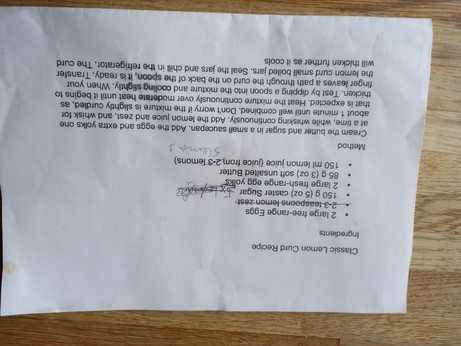 Classic Lemon Curd Recipe
Ingredients
• 2 large free-range Eggs
• 2-3 teaspoons lemon zest
• 150 g (5 oz) caster Sugar
• 2 large fresh-range egg yolks
• 85 g (3 oz) soft unsalted Butter
• 150 ml lemon juice (juice from 2-3 lemons)
5 lemons
Method
Cream the butter and sugar in a small saucepan. Add the eggs and extra yolks one
at a time, while whisking continuously. Add the lemon juice and zest, and whisk for
about 1 minute until well combined. Don't worry if the mixture is slightly curdled, as
that is expected. Heat the mixture continuously over moderate heat until it begins to
thicken. Test by dipping a spoon into the mixture and cooling slightly. When your
finger leaves a path through the curd on the back of the spoon, it is ready. Transfer
the lemon curd small boiled jars. Seal the jars and chill in the refrigerator. The curd
will thicken further as it cools